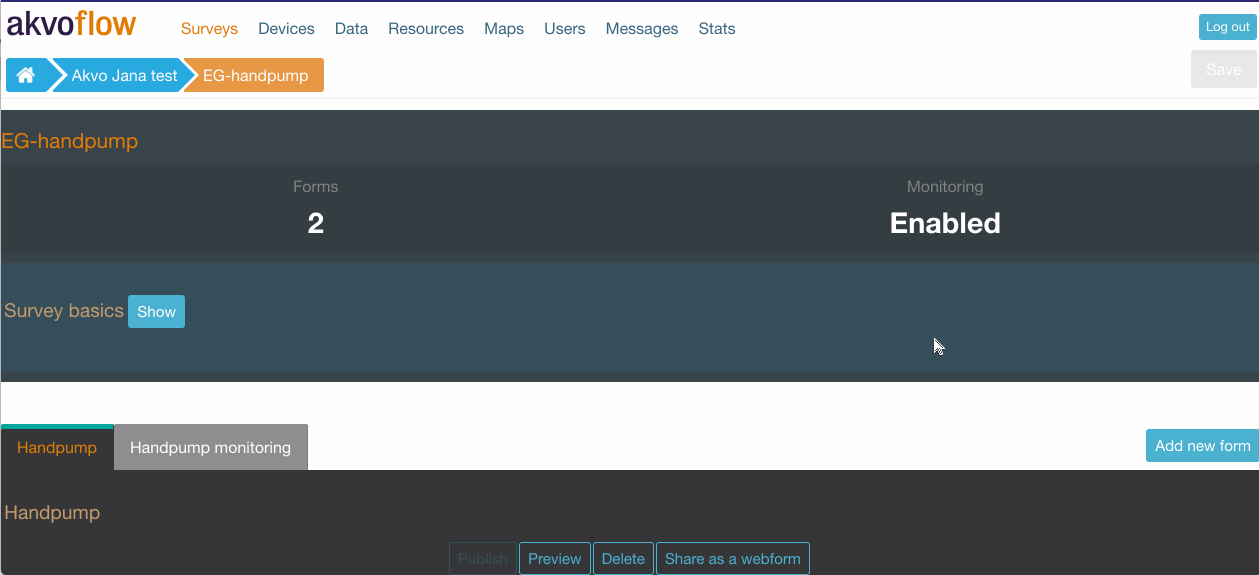 akvoflow Surveys Devices Data Resources Maps Users Messages Stats Log out
Akvo Jana test EG-handpump Save
EG-handpump
Forms Monitoring
2 Enabled
Survey basics Show
Handpump Handpump monitoring Add new form
Handpump
Publish Preview Delete Share as a webform